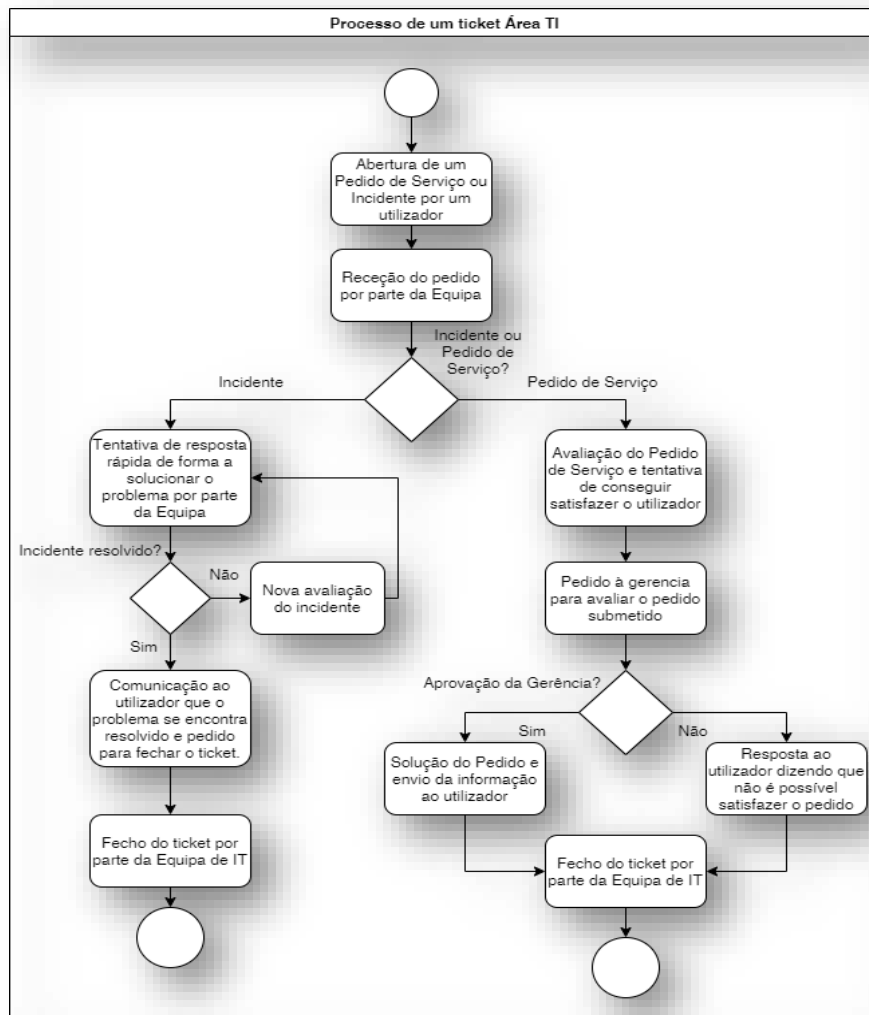 Processo de um ticket Área TI
Abertura de um
Pedido de Serviço ou
Incidente por um
utilizador
Receção do pedido
por parte da Equipa
Incidente ou
Pedido de
Serviço?
Incidente
Pedido de Serviço
Tentativa de resposta
rápida de forma a
solucionar o
problema por parte
da Equipa
Avaliação do Pedido
de Serviço e tentativa
de conseguir
satisfazer o utilizador
Incidente resolvido?
Não
Nova avaliação
do incidente
Pedido à gerencia
para avaliar o pedido
submetido
Sim
Comunicação ao
utilizador que o
problema se encontra
resolvido e pedido
para fechar o ticket.
Aprovação da Gerência?
Sim
Não
Solução do Pedido e
envio da informação
ao utilizador
Resposta ao
utilizador dizendo que
não é possível
satisfazer o pedido
Fecho do ticket por
parte da Equipa de IT
Fecho do ticket por
parte da Equipa de IT